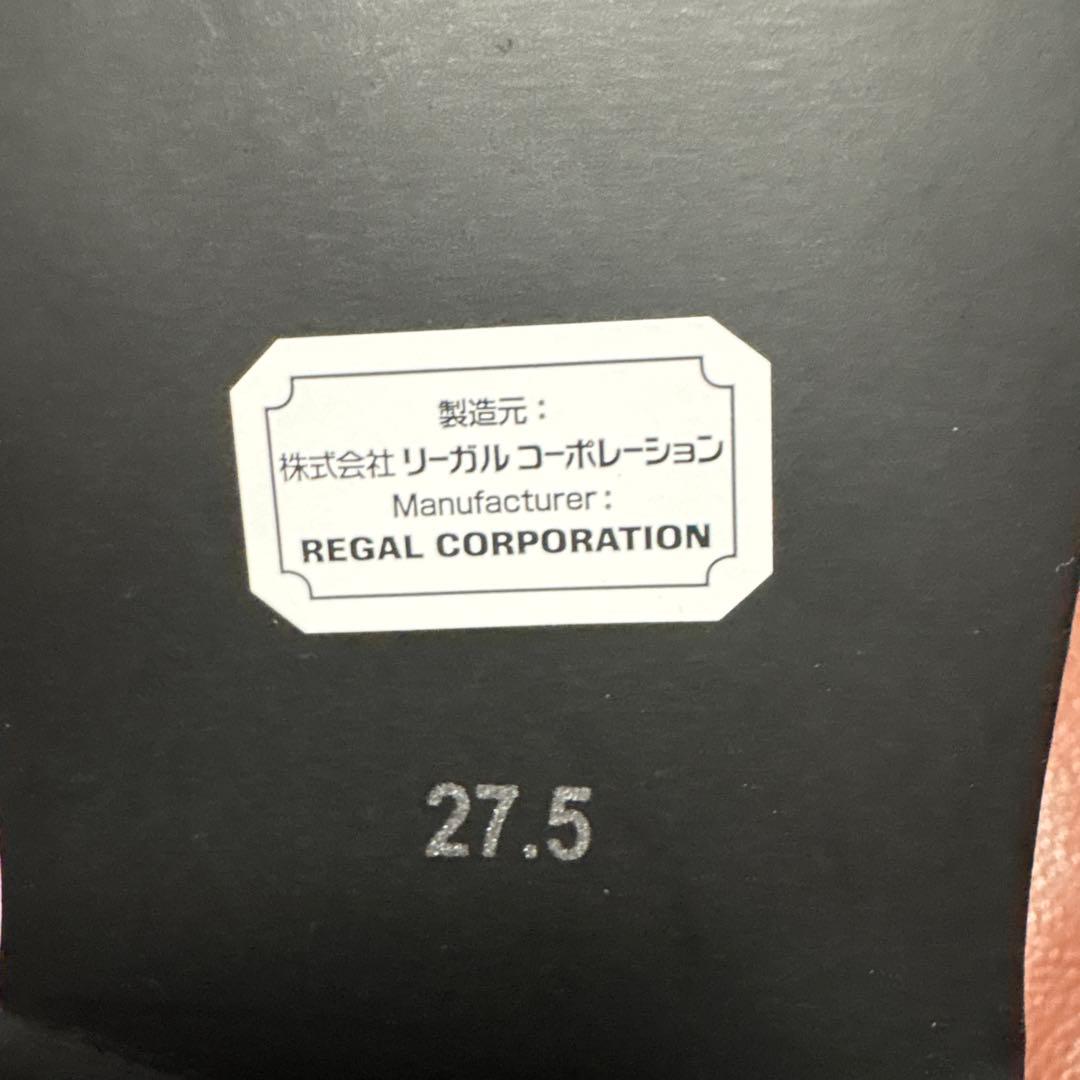 製造元：
株式会社 リーガル コーポレーション
Manufacturer:
REGAL CORPORATION
27.5